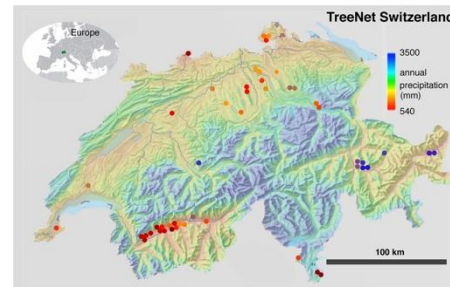 TreeNet Switzerland
Europe
3500
annual
precipitation
(mm)
540
100 km